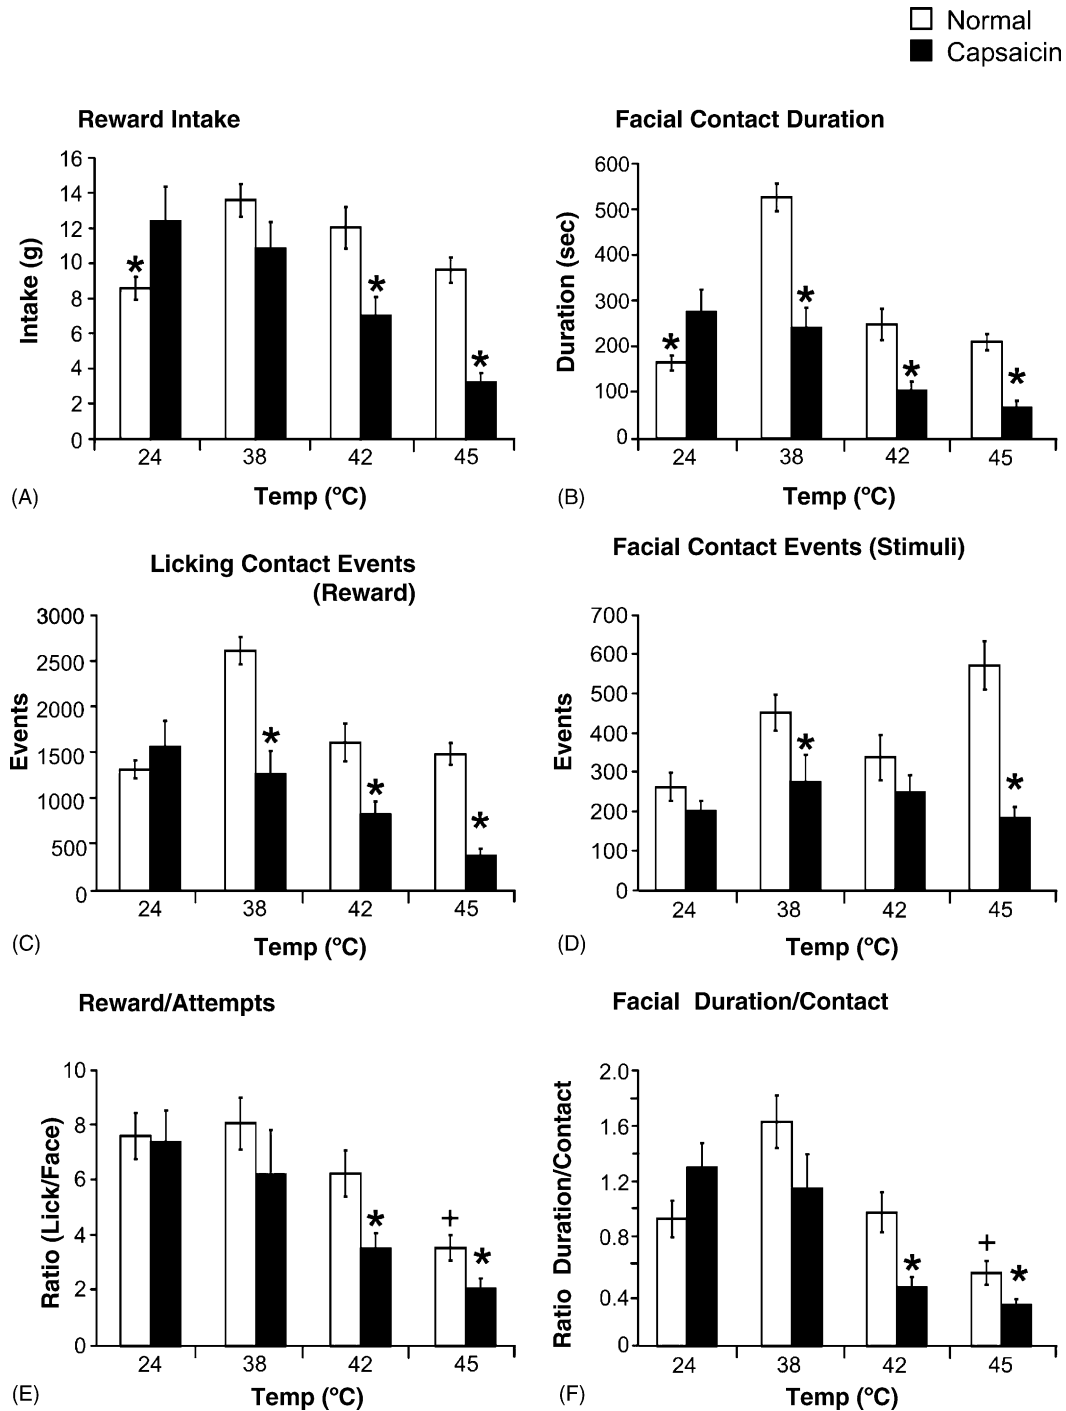 Normal
Capsaicin
Reward Intake
Intake (g)
16
14
12
10
8
6
4
2
0
*
*
*
24 38 42 45
(A)
Temp (°C)
Facial Contact Duration
Duration (sec)
600
500
400
300
200
100
0
*
*
*
*
24 38 42 45
(B)
Temp (°C)
Licking Contact Events
(Reward)
Events
3000
2500
2000
1500
1000
500
0
*
*
*
24 38 42 45
(C)
Temp (°C)
Facial Contact Events (Stimuli)
Events
700
600
500
400
300
200
100
0
*
*
24 38 42 45
(D)
Temp (°C)
Reward/Attempts
Ratio (Lick/Face)
10
8
6
4
2
0
*
+
*
24 38 42 45
(E)
Temp (°C)
Facial Duration/Contact
Ratio Duration/Contact
2.0
1.6
1.2
0.8
0.4
0
*
+
*
24 38 42 45
(F)
Temp (°C)